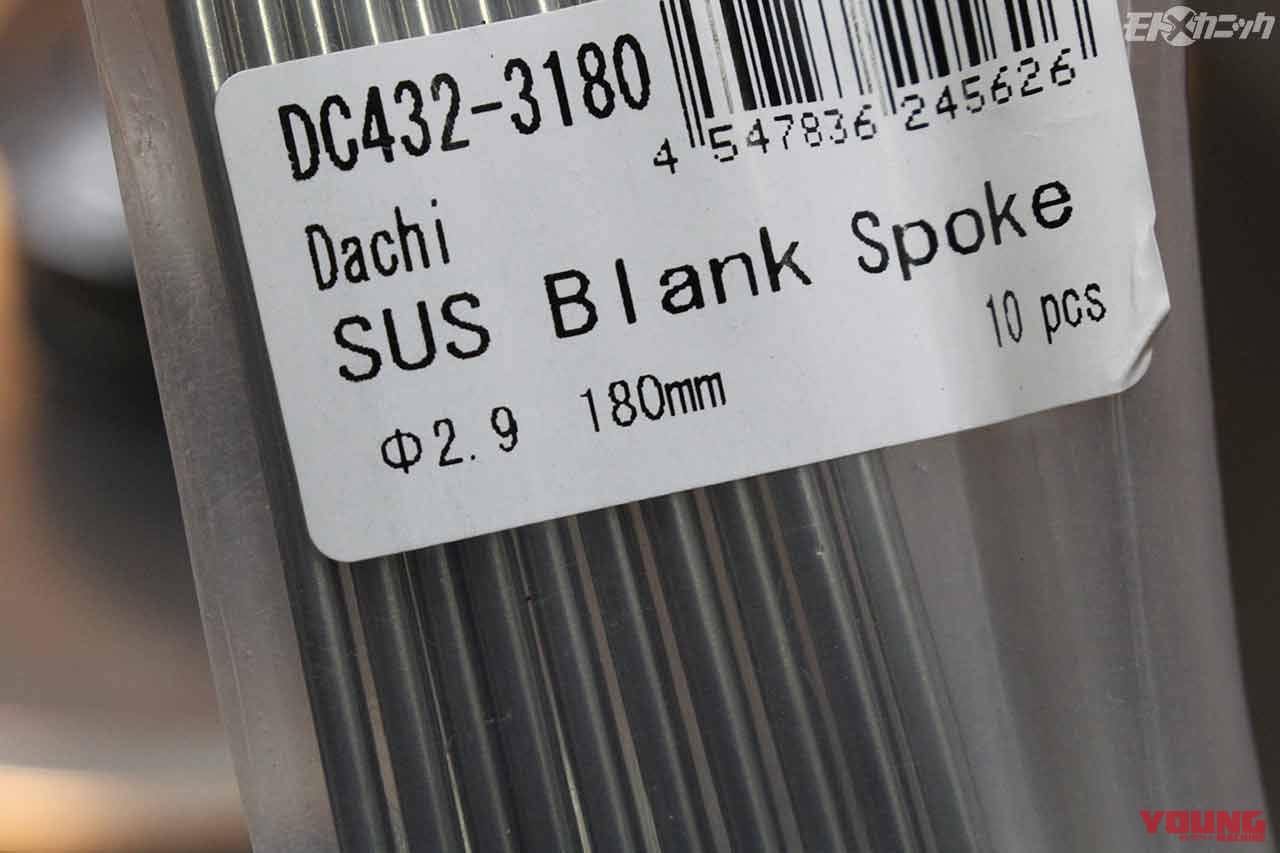 モトメカニック
DC432-3180
4 547836 245626
Dachi
SUS Blank Spoke
Φ2.9 180mm 10 pcs
YOUNG